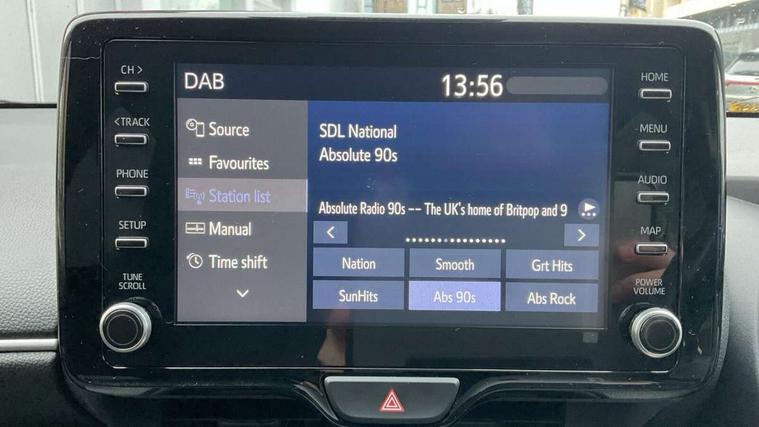 CH >
< TRACK
PHONE
SETUP
TUNE
SCROLL
DAB
13:56
Source
Favourites
Station list
Manual
Time shift
SDL National
Absolute 90s
Absolute Radio 90s -- The UK's home of Britpop and 9
Nation
Smooth
Grt Hits
SunHits
Abs 90s
Abs Rock
HOME
MENU
AUDIO
MAP
POWER
VOLUME